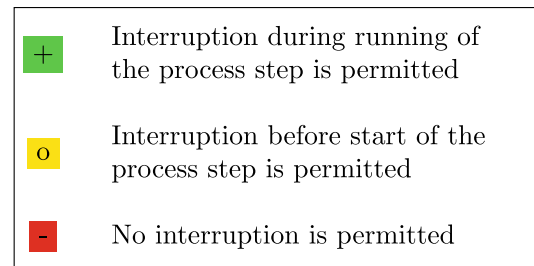 + Interruption during running of
the process step is permitted
o Interruption before start of the
process step is permitted
- No interruption is permitted